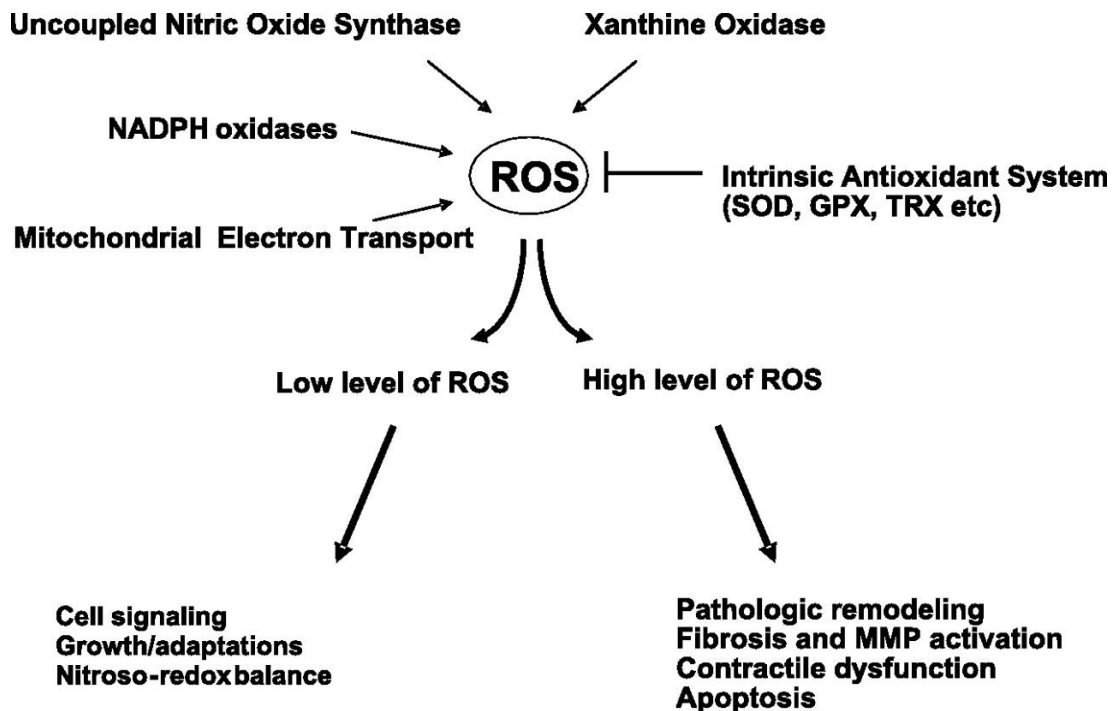 Uncoupled Nitric Oxide Synthase
Xanthine Oxidase
NADPH oxidases
ROS
Intrinsic Antioxidant System
(SOD, GPX, TRX etc)
Mitochondrial Electron Transport
Low level of ROS
High level of ROS
Cell signaling
Growth/adaptations
Nitroso-redoxbalance
Pathologic remodeling
Fibrosis and MMP activation
Contractile dysfunction
Apoptosis